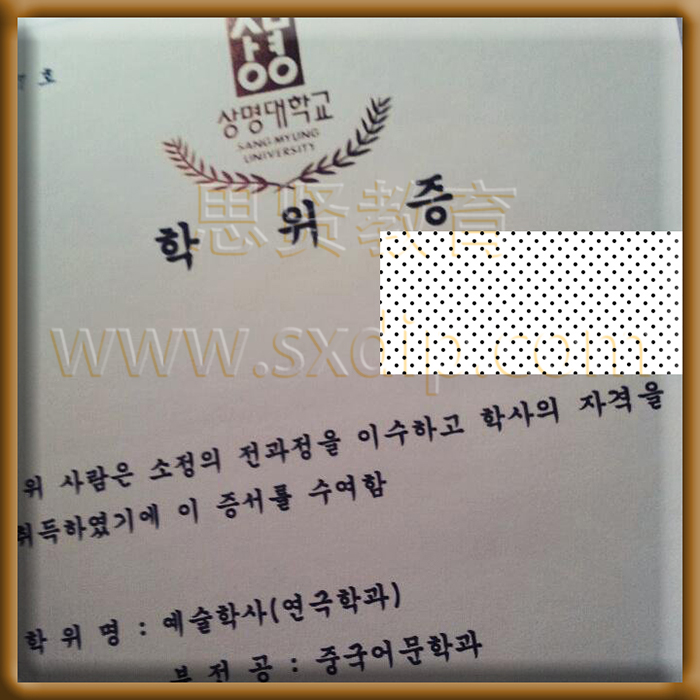 호
상명
상명대학교
SANG MYUNG
UNIVERSITY
학 위 증
思贤教育
www.sxdip.com
위 사람은 소정의 전과정을 이수하고 학사의 자격을
취득하였기에 이 증서를 수여함
학 위 명 : 예술학사(연극학과)
부 전 공 : 중국어문학과